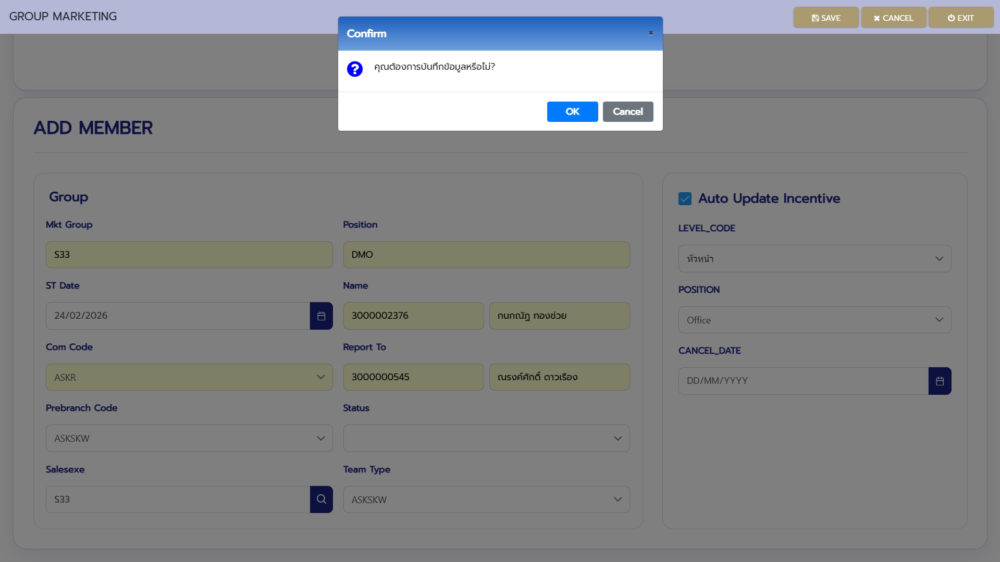 GROUP MARKETING
SAVE
CANCEL
EXIT
Confirm
คุณต้องการบันทึกข้อมูลหรือไม่?
OK
Cancel
ADD MEMBER
Group
Mkt Group
Position
S33
DMO
ST Date
Name
24/02/2026
3000002376
กนกณัฏ ทองช่วย
Com Code
Report To
ASKR
3000000545
ณรงค์ศักดิ์ ดาวเรือง
Prebranch Code
Status
ASKSKW
Salesexe
Team Type
S33
ASKSKW
Auto Update Incentive
LEVEL_CODE
หัวหน้า
POSITION
Office
CANCEL_DATE
DD/MM/YYYY